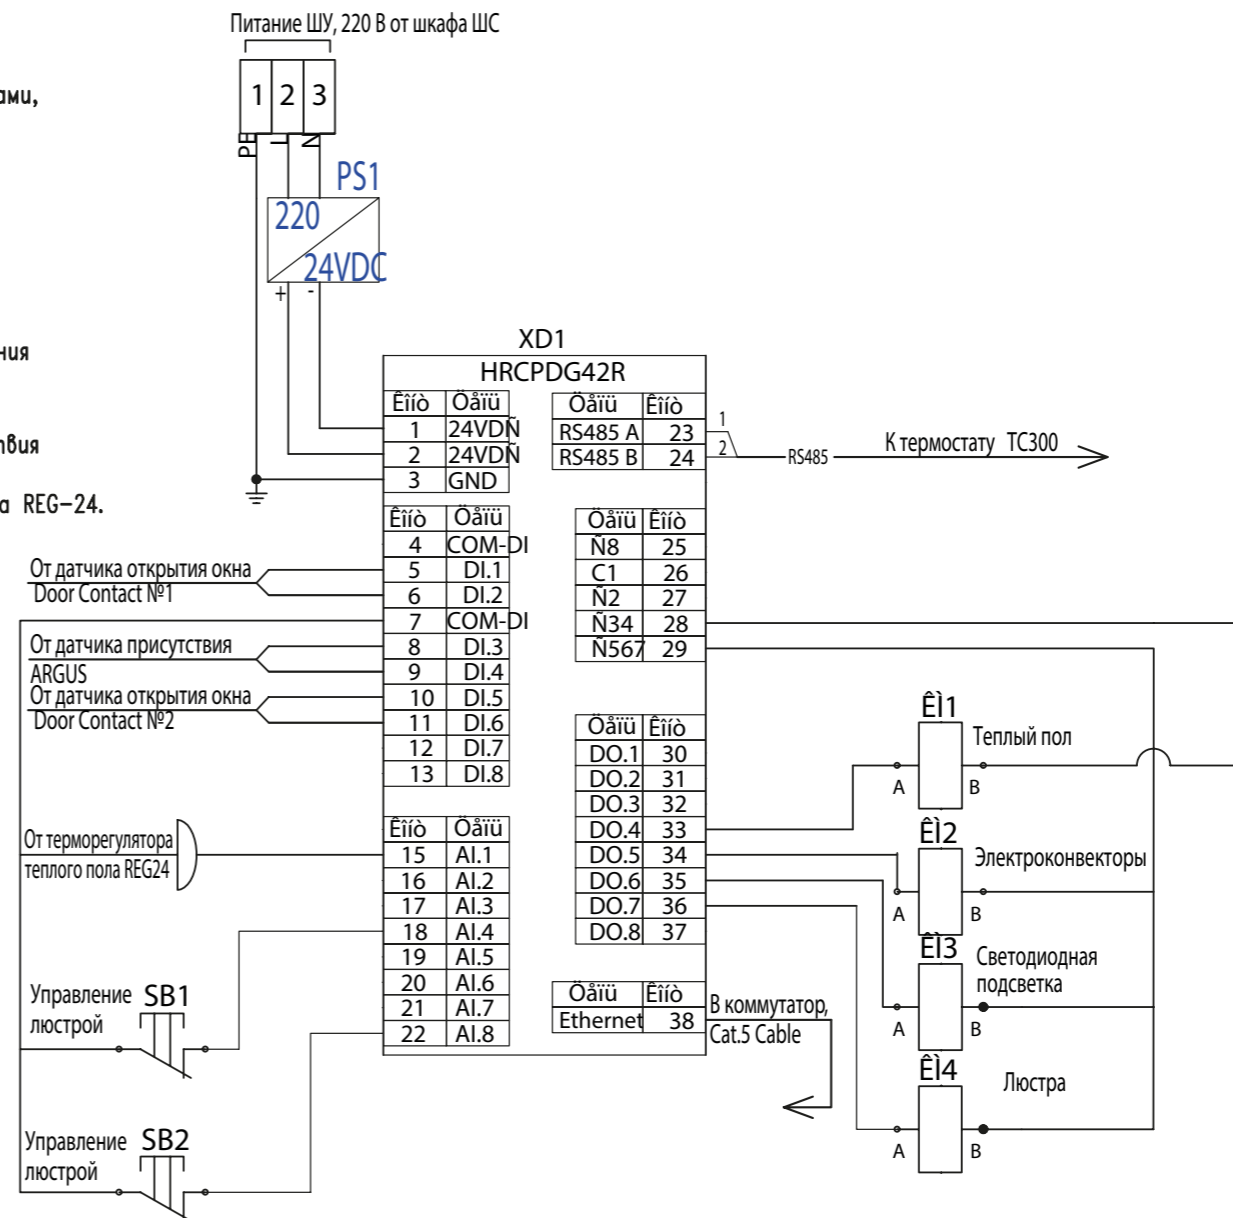 Питание ШУ, 220 В от шкафа ШС
ами,
1 2 3
PE L N
PS1
220
24VDC
+ -
ния
XD1
HRCPDG42R
Êîíò Öåïü
1 24VDÑ
2 24VDÑ
3 GND
Öåïü Êîíò
RS485 A 23
RS485 B 24
1
2
RS485
К термостату TC300
твия
а REG-24.
Êîíò Öåïü
4 COM-DI
5 DI.1
6 DI.2
7 COM-DI
8 DI.3
9 DI.4
10 DI.5
11 DI.6
12 DI.7
13 DI.8
Öåïü Êîíò
Ñ8 25
C1 26
Ñ2 27
Ñ34 28
Ñ567 29
От датчика открытия окна
Door Contact №1
От датчика присутствия
ARGUS
От датчика открытия окна
Door Contact №2
Öåïü Êîíò
DO.1 30
DO.2 31
DO.3 32
DO.4 33
DO.5 34
DO.6 35
DO.7 36
DO.8 37
ÊÌ1
Теплый пол
A B
От терморегулятора
теплого пола REG24
Êîíò Öåïü
15 AI.1
16 AI.2
17 AI.3
18 AI.4
19 AI.5
20 AI.6
21 AI.7
22 AI.8
ÊÌ2
Электроконвекторы
A B
ÊÌ3
Светодиодная
подсветка
A B
Öåïü Êîíò
Ethernet 38
В коммутатор,
Cat.5 Cable
Управление SB1
люстрой
ÊÌ4
Люстра
A B
Управление SB2
люстрой